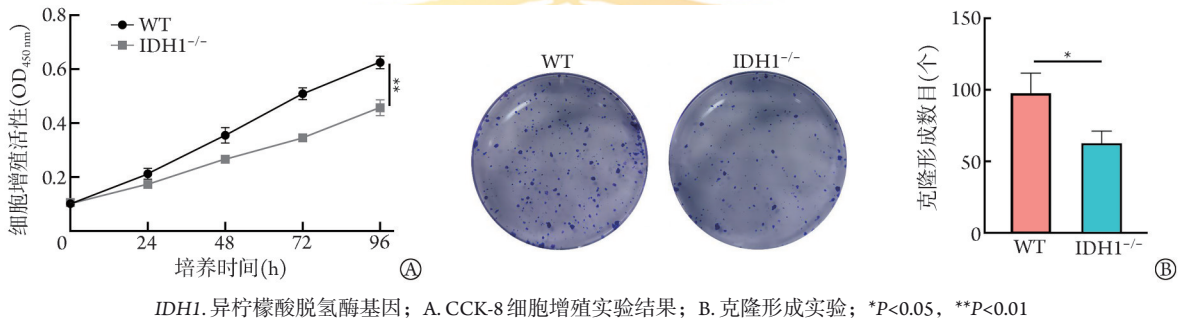 细胞增殖活性(OD450 nm)
0.8
0.6
0.4
0.2
0
24
48
72
96
培养时间(h)
WT
IDH1−/−
**
A
WT
IDH1−/−
克隆形成数目(个)
150
100
50
0
*
WT
IDH1−/−
B
IDH1.异柠檬酸脱氢酶基因；A. CCK-8细胞增殖实验结果；B. 克隆形成实验；*P<0.05，**P<0.01